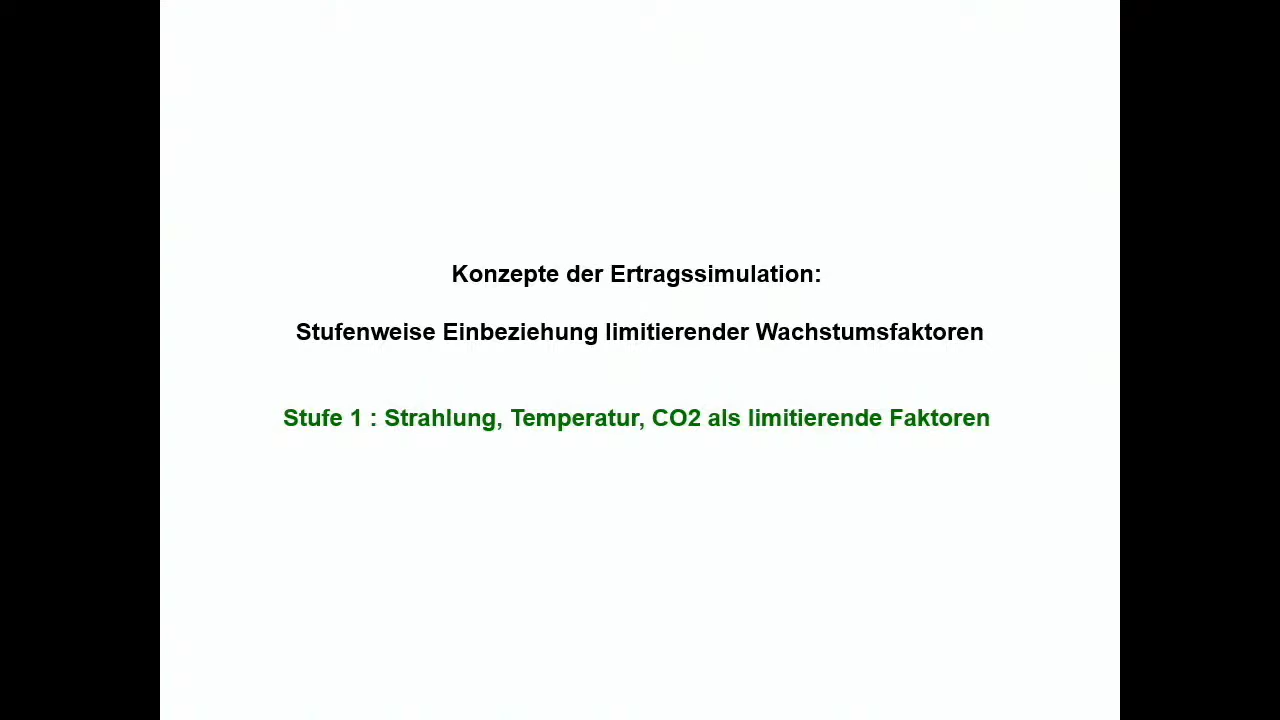 Konzepte der Ertragssimulation:
Stufenweise Einbeziehung limitierender Wachstumsfaktoren
Stufe 1 : Strahlung, Temperatur, CO2 als limitierende Faktoren